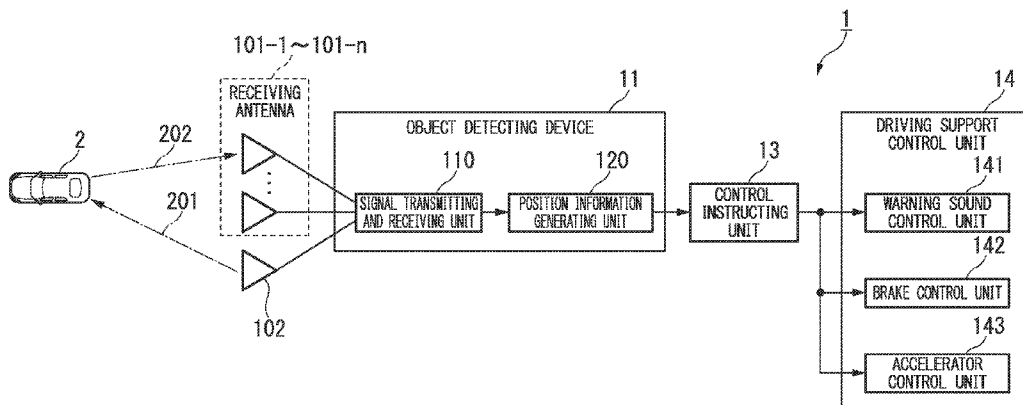 1
101-1~101-n
RECEIVING
ANTENNA
11
OBJECT DETECTING DEVICE
14
DRIVING SUPPORT
CONTROL UNIT
2
202
201
110
SIGNAL TRANSMITTING
AND RECEIVING UNIT
120
POSITION INFORMATION
GENERATING UNIT
13
CONTROL
INSTRUCTING
UNIT
141
WARNING SOUND
CONTROL UNIT
102
142
BRAKE CONTROL UNIT
143
ACCELERATOR
CONTROL UNIT